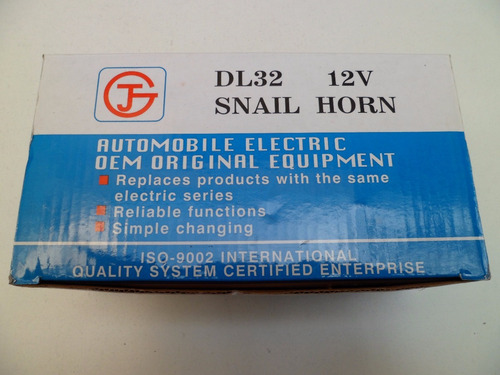 JG
DL32 12V
SNAIL HORN
AUTOMOBILE ELECTRIC
OEM ORIGINAL EQUIPMENT
Replaces products with the same
electric series
Reliable functions
Simple changing
ISO-9002 INTERNATIONAL
QUALITY SYSTEM CERTIFIED ENTERPRISE